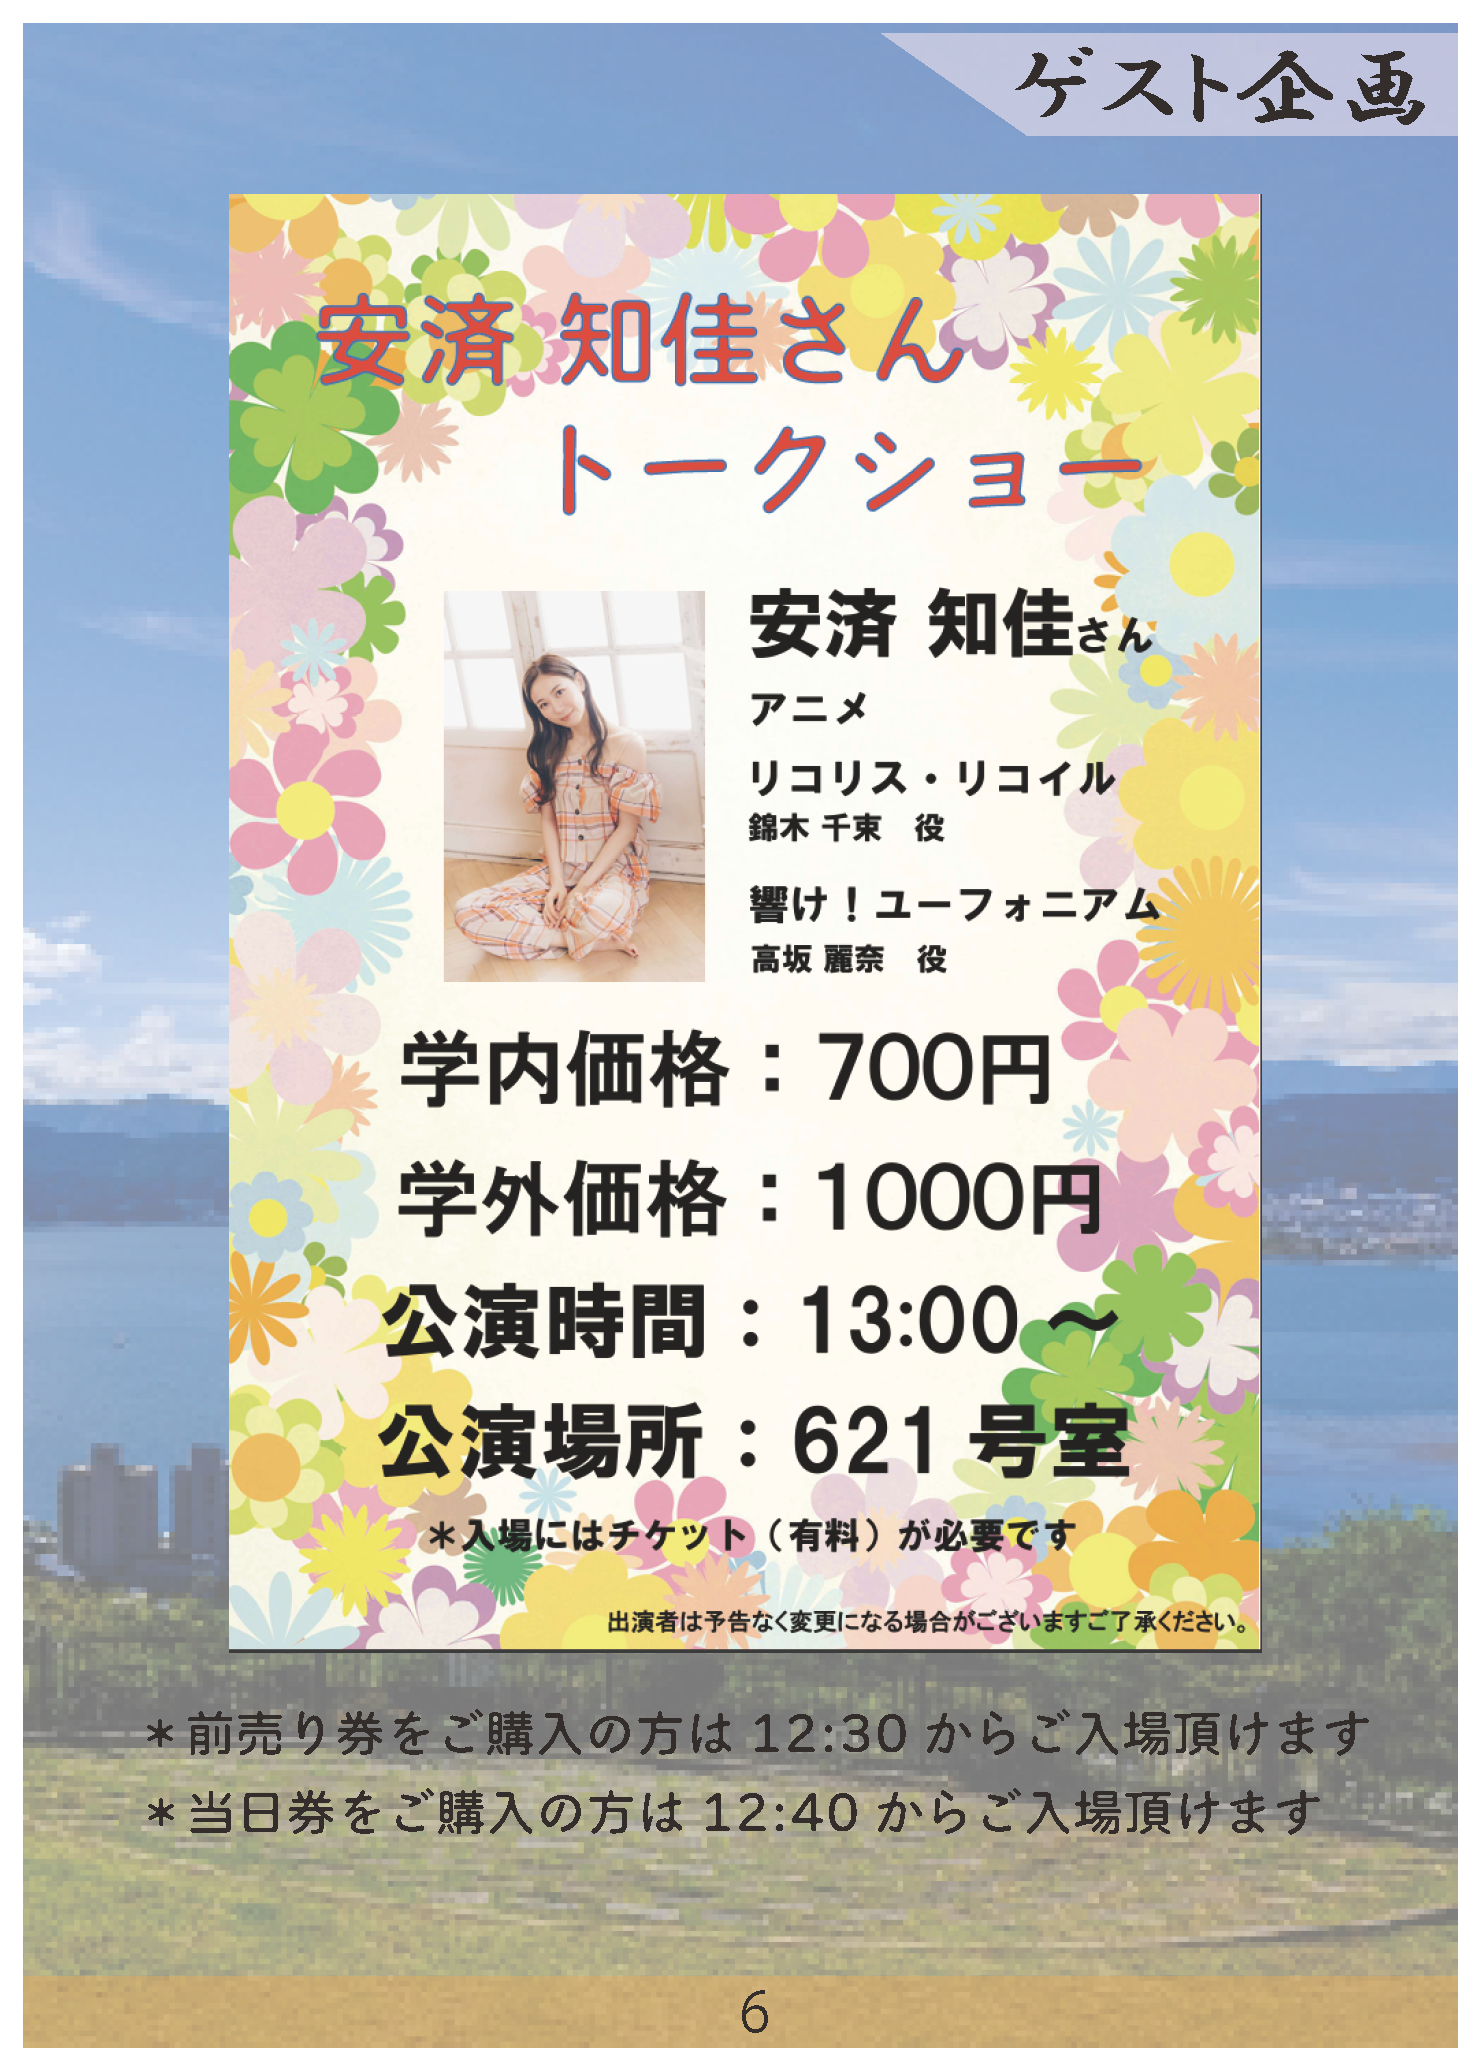 ゲスト企画
安済 知佳さん
トークショー
安済 知佳さん
アニメ
リコリス・リコイル
錦木 千束　役
響け！ユーフォニアム
高坂 麗奈　役
学内価格：700円
学外価格：1000円
公演時間：13:00 ～
公演場所：621 号室
＊入場にはチケット（有料）が必要です
出演者は予告なく変更になる場合がございますご了承ください。
＊前売り券をご購入の方は 12:30 からご入場頂けます
＊当日券をご購入の方は 12:40 からご入場頂けます
6